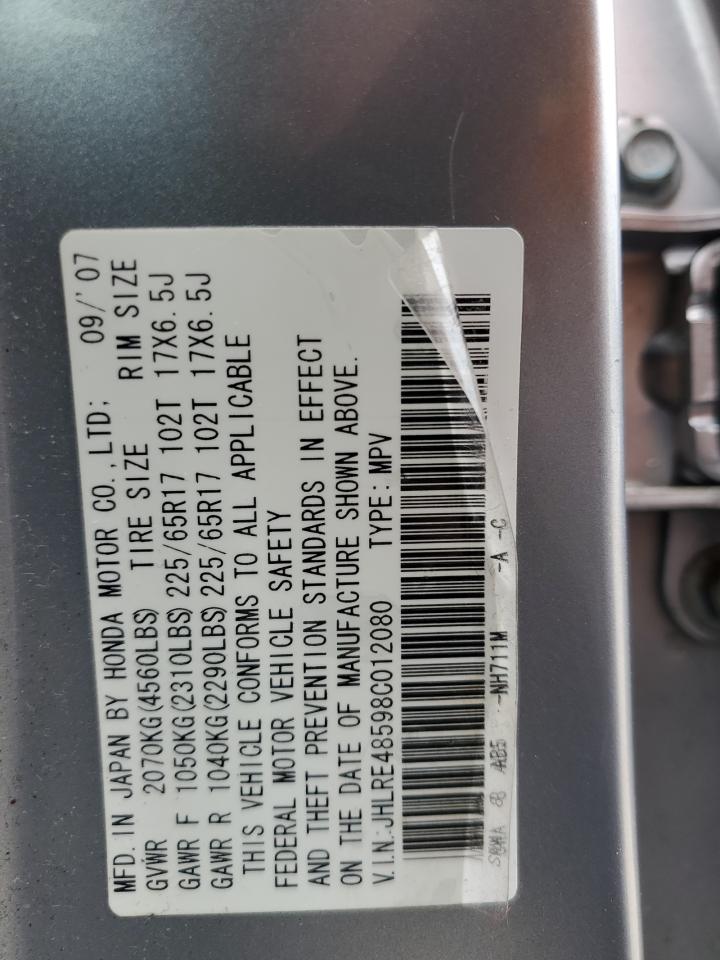 MFD. IN JAPAN BY HONDA MOTOR CO., LTD; 09/'07
GVWR 2070KG(4560LBS) TIRE SIZE RIM SIZE
GAWR F 1050KG(2310LBS) 225/65R17 102T 17X6.5J
GAWR R 1040KG(2290LBS) 225/65R17 102T 17X6.5J
THIS VEHICLE CONFORMS TO ALL APPLICABLE
FEDERAL MOTOR VEHICLE SAFETY
AND THEFT PREVENTION STANDARDS IN EFFECT
ON THE DATE OF MANUFACTURE SHOWN ABOVE.
V.I.N.:JHLRE48598C012080 TYPE:MPV
-NH711M -A -C